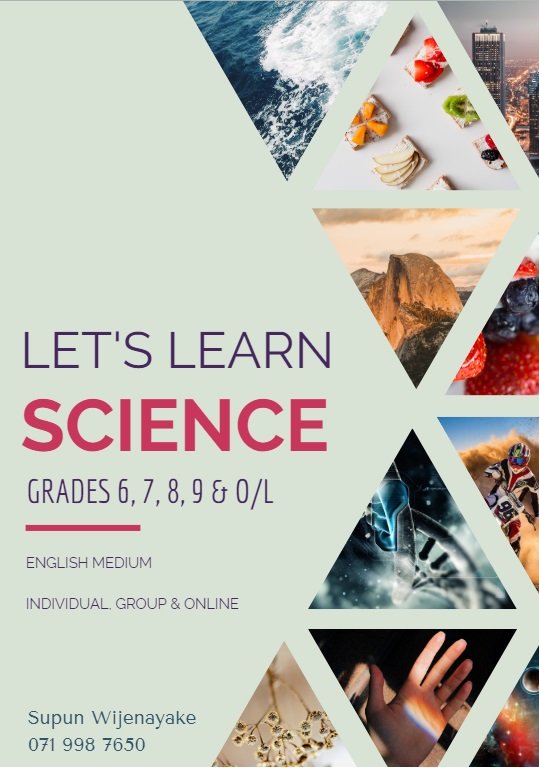 LET'S LEARN
SCIENCE
GRADES 6, 7, 8, 9 & O/L
ENGLISH MEDIUM
INDIVIDUAL, GROUP & ONLINE
Supun Wijenayake
071 998 7650